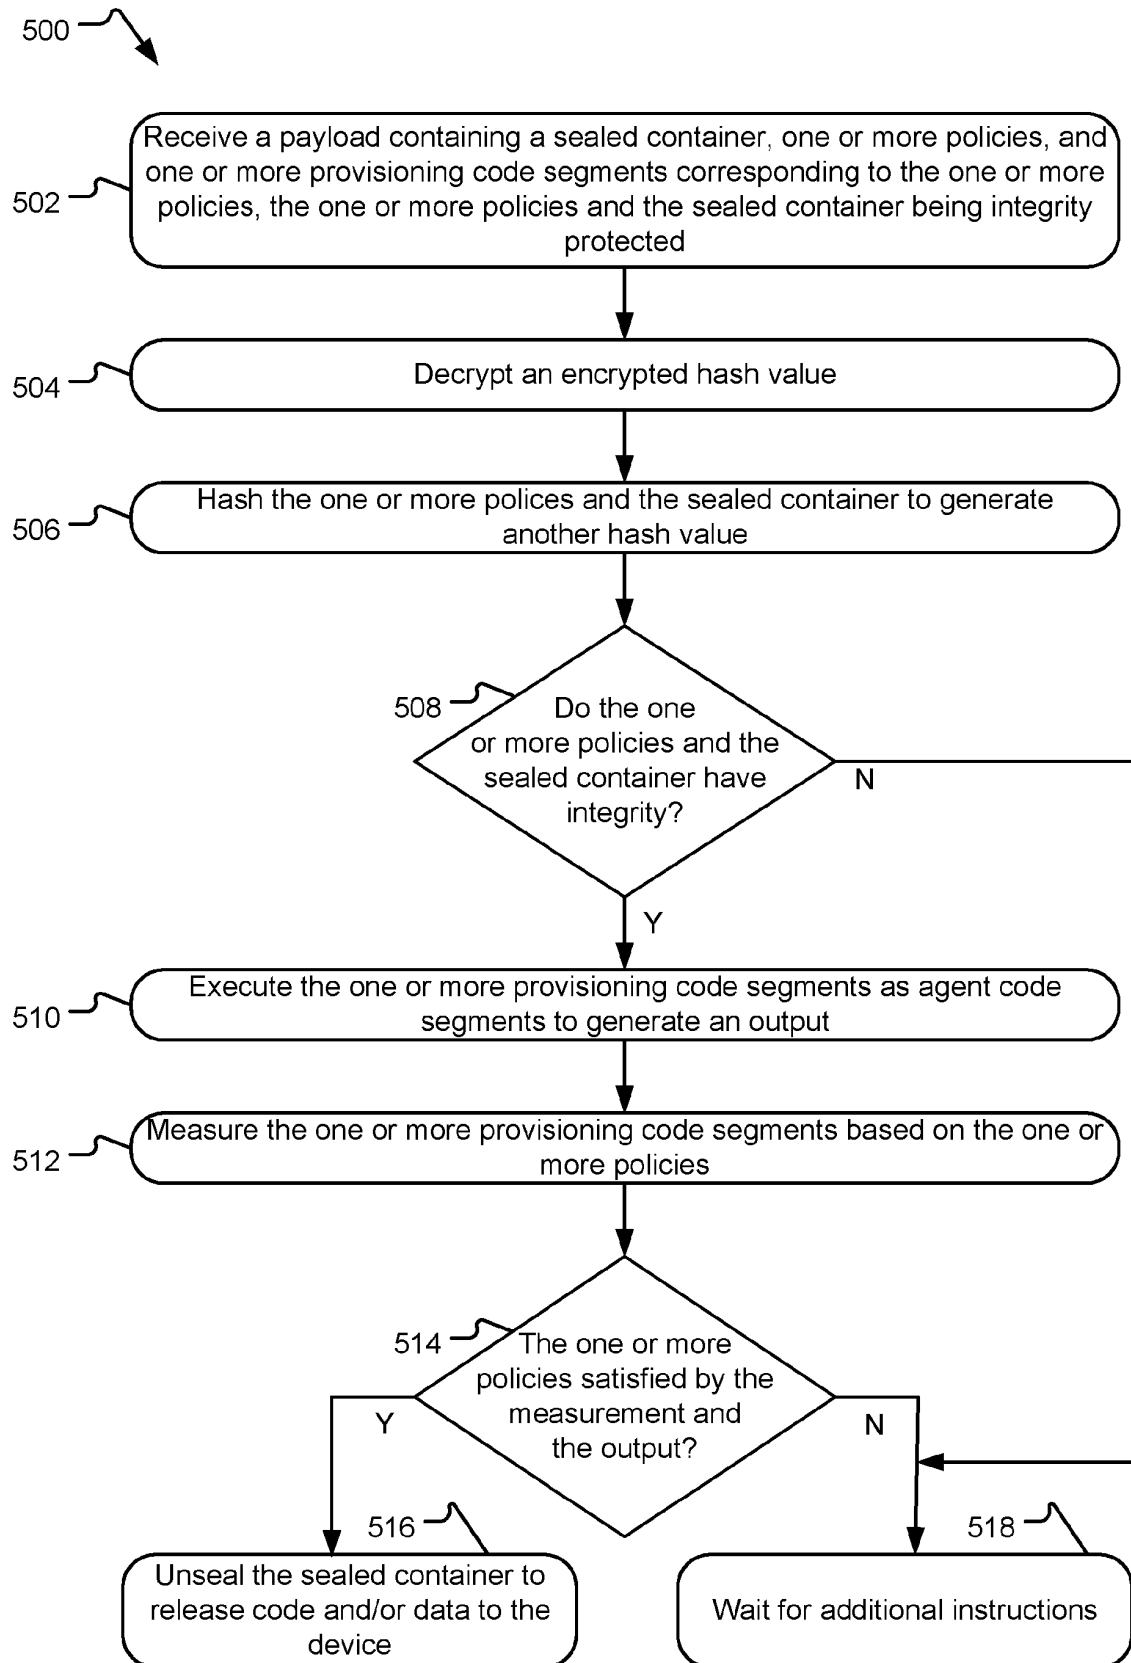 500
Receive a payload containing a sealed container, one or more policies, and
one or more provisioning code segments corresponding to the one or more
policies, the one or more policies and the sealed container being integrity
protected
502
Decrypt an encrypted hash value
504
Hash the one or more polices and the sealed container to generate
another hash value
506
508
Do the one
or more policies and the
sealed container have
integrity?
N
Y
Execute the one or more provisioning code segments as agent code
segments to generate an output
510
Measure the one or more provisioning code segments based on the one or
more policies
512
514
The one or more
policies satisfied by the
measurement and
the output?
Y
N
516
Unseal the sealed container to
release code and/or data to the
device
518
Wait for additional instructions